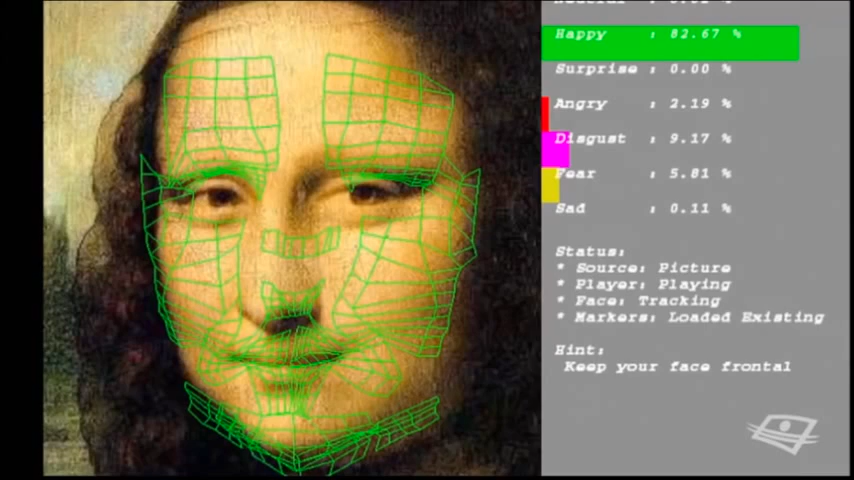 Happy : 82.67 %
Surprise : 0.00 %
Angry : 2.19 %
Disgust : 9.17 %
Fear : 5.81 %
Sad : 0.11 %
Status:
* Source: Picture
* Player: Playing
* Face: Tracking
* Markers: Loaded Existing
Hint:
Keep your face frontal